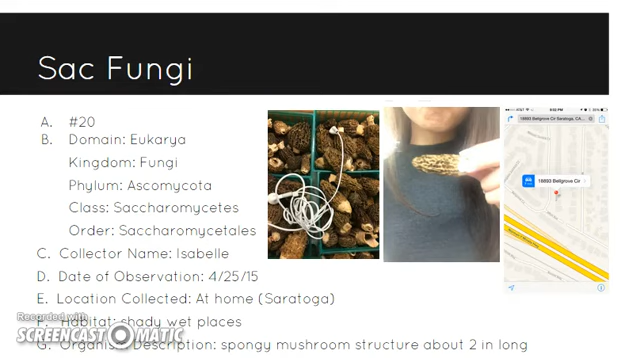 Sac Fungi
A. #20
B. Domain: Eukarya
Kingdom: Fungi
Phylum: Ascomycota
Class: Saccharomycetes
Order: Saccharomycetales
C. Collector Name: Isabelle
D. Date of Observation: 4/25/15
E. Location Collected: At home (Saratoga)
F. Habitat: shady wet places
G. Organism Description: spongy mushroom structure about 2 in long
18893 Bellgrove Cir Saratoga, CA
18893 Bellgrove Cir
Recorded with
SCREENCAST MATIC